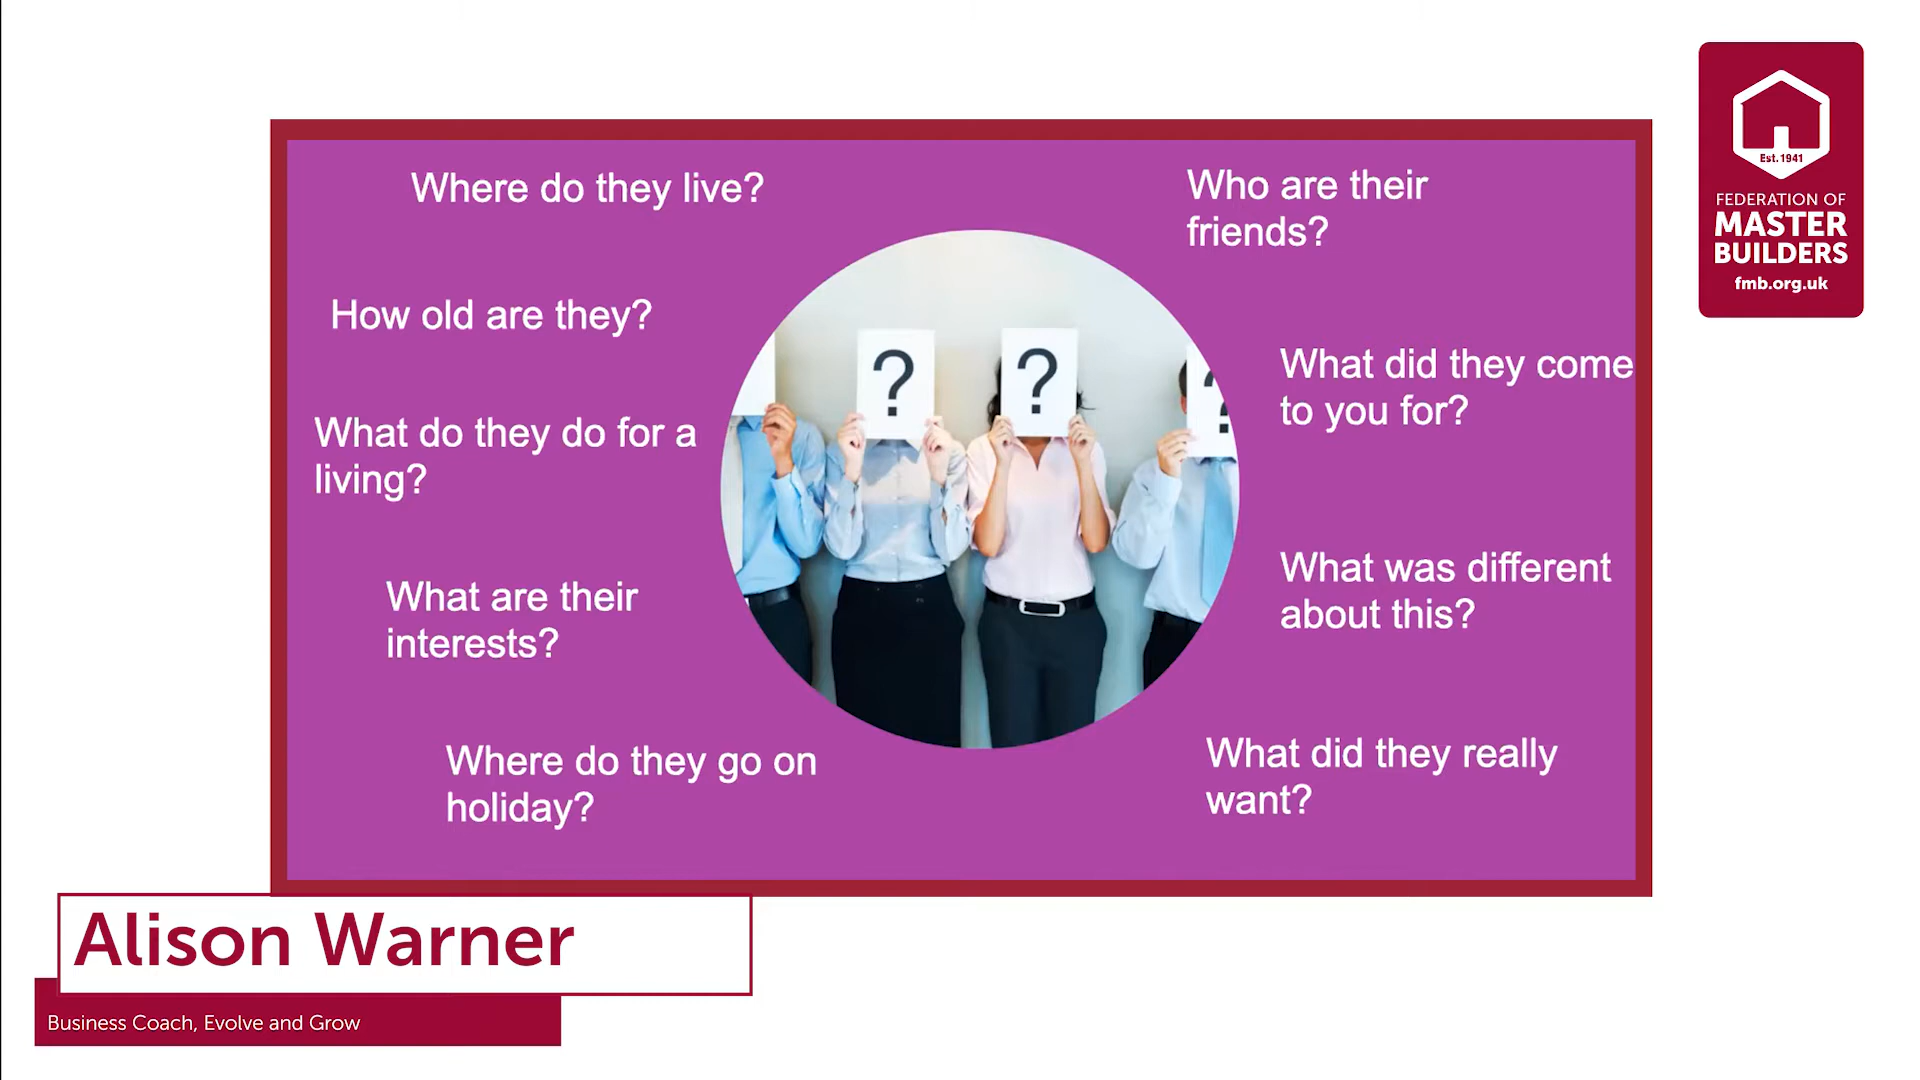 Where do they live?
How old are they?
What do they do for a
living?
What are their
interests?
Where do they go on
holiday?
?
?
?
Who are their
friends?
What did they come
to you for?
What was different
about this?
What did they really
want?
Est. 1941
FEDERATION OF
MASTER
BUILDERS
fmb.org.uk
Alison Warner
Business Coach, Evolve and Grow